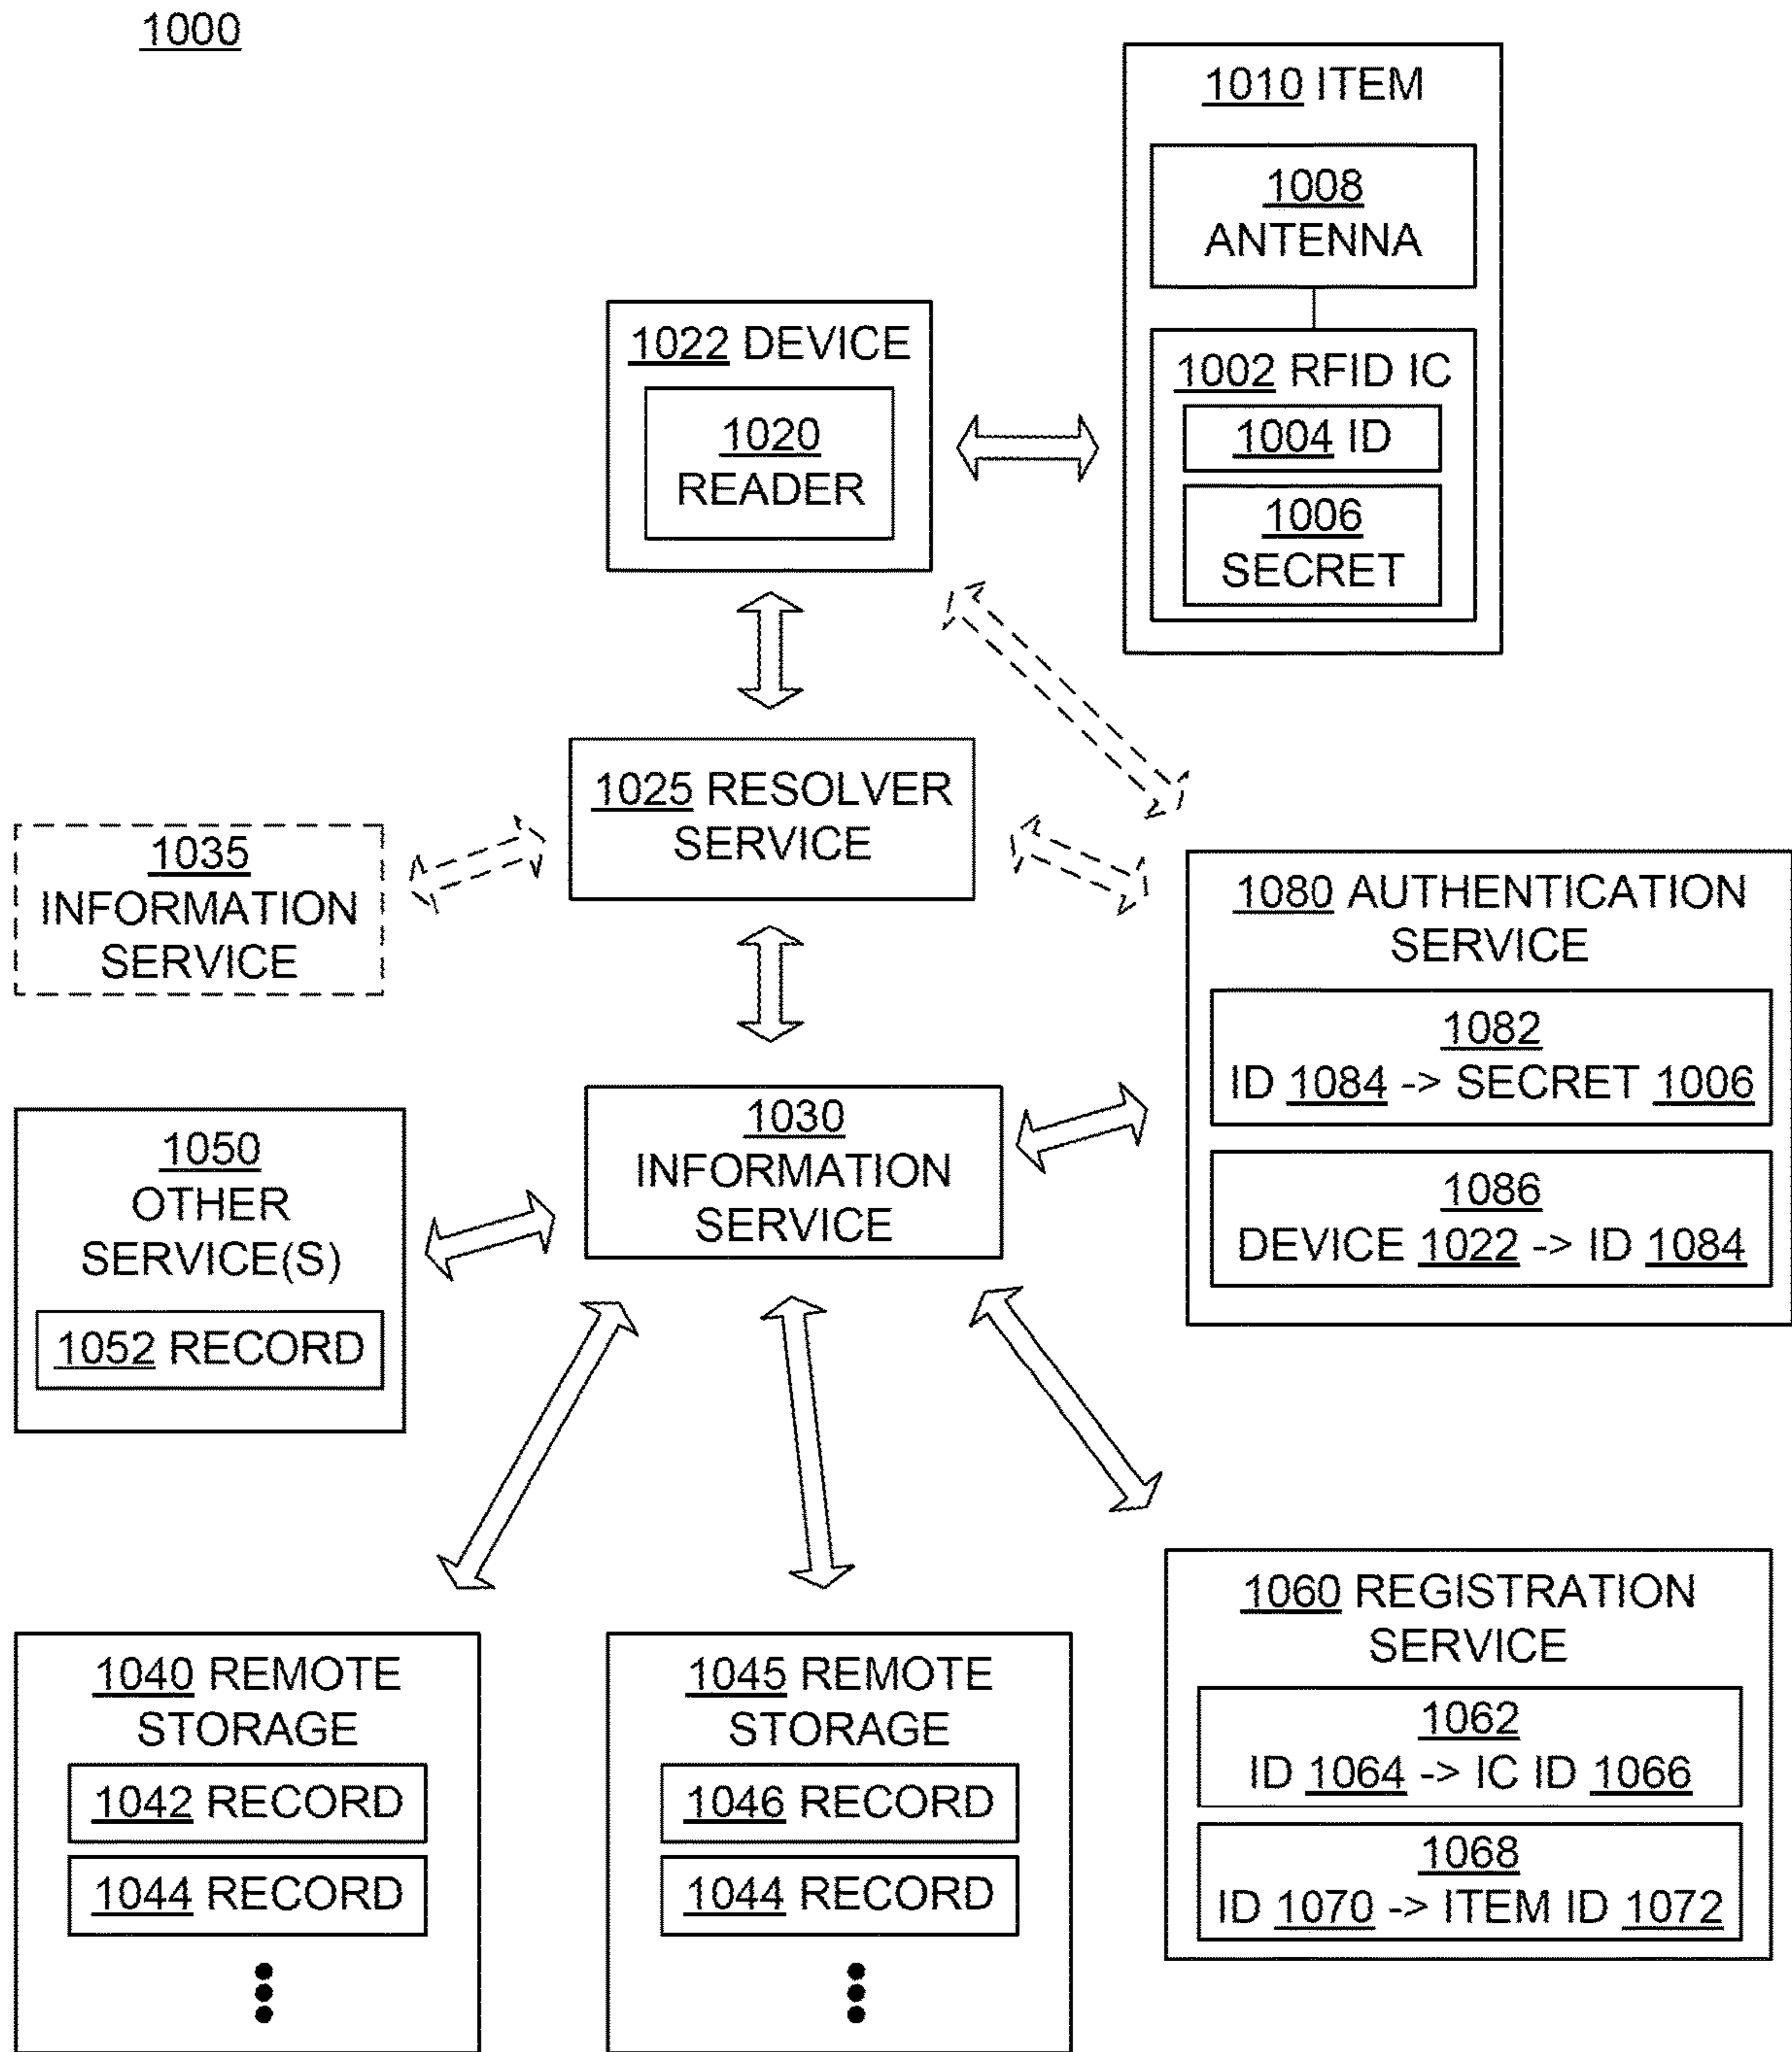 1000
1010 ITEM
1008
ANTENNA
1002 RFID IC
1004 ID
1006
SECRET
1022 DEVICE
1020
READER
1025 RESOLVER
SERVICE
1035
INFORMATION
SERVICE
1080 AUTHENTICATION
SERVICE
1082
ID 1084 -> SECRET 1006
1086
DEVICE 1022 -> ID 1084
1030
INFORMATION
SERVICE
1050
OTHER
SERVICE(S)
1052 RECORD
1040 REMOTE
STORAGE
1042 RECORD
1044 RECORD
1045 REMOTE
STORAGE
1046 RECORD
1044 RECORD
1060 REGISTRATION
SERVICE
1062
ID 1064 -> IC ID 1066
1068
ID 1070 -> ITEM ID 1072